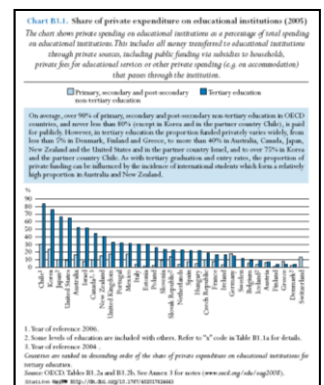 Chart B3.1. Share of private expenditure on educational institutions (2005)
The chart shows private spending on educational institutions as a percentage of total spending
on educational institutions. This includes all money transferred to educational institutions
through private sources, including public funding via subsidies to households,
private fees for educational services or other private spending (e.g. on accommodation)
that passes through the institution.
Primary, secondary and post-secondary Tertiary education
non-tertiary education
On average, over 90% of primary, secondary and post-secondary non-tertiary education in OECD
countries, and never less than 80% (except in Korea and in the partner country Chile), is paid
for publicly. However, in tertiary education the proportion funded privately varies widely, from
less than 5% in Denmark, Finland and Greece, to more than 40% in Australia, Canada, Japan,
New Zealand and the United States and in the partner country Israel, and to over 75% in Korea
and the partner country Chile. As with tertiary graduation and entry rates, the proportion of
private funding can be influenced by the incidence of international students which form a relatively
high proportion in Australia and New Zealand.
%
90
80
70
60
50
40
30
20
10
0
Chile
Korea
Japan
United States
Australia
Israel
Canada
New Zealand
United Kingdom
Portugal
Mexico
Italy
Estonia
Poland
Slovenia
Slovak Republic
Netherlands
Spain
Hungary
Czech Republic
France
Ireland
Germany
Sweden
Belgium
Iceland
Austria
Finland
Greece
Denmark
Switzerland
1. Year of reference 2006.
2. Some levels of education are included with others. Refer to "x" code in Table B1.1a for details.
3. Year of reference 2004.
Countries are ranked in descending order of the share of private expenditure on educational institutions for
tertiary education.
Source: OECD Tables B3.2a and B3.2b. See Annex 3 for notes (www.oecd.org/edu/eag2008).